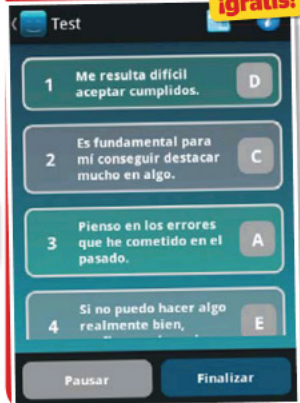 ¡gratis!
Test
1
Me resulta difícil
aceptar cumplidos.
D
2
Es fundamental para
mí conseguir destacar
mucho en algo.
C
3
Pienso en los errores
que he cometido en el
pasado.
A
4
Si no puedo hacer algo
realmente bien,
E
Pausar
Finalizar